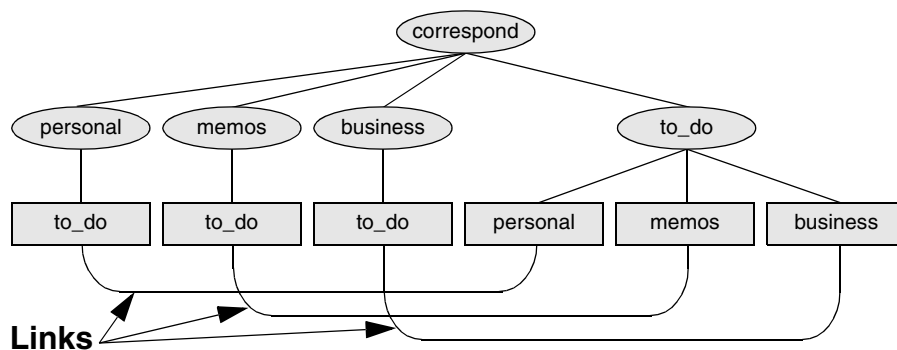 correspond
personal memos business to_do
to_do to_do to_do personal memos business
Links